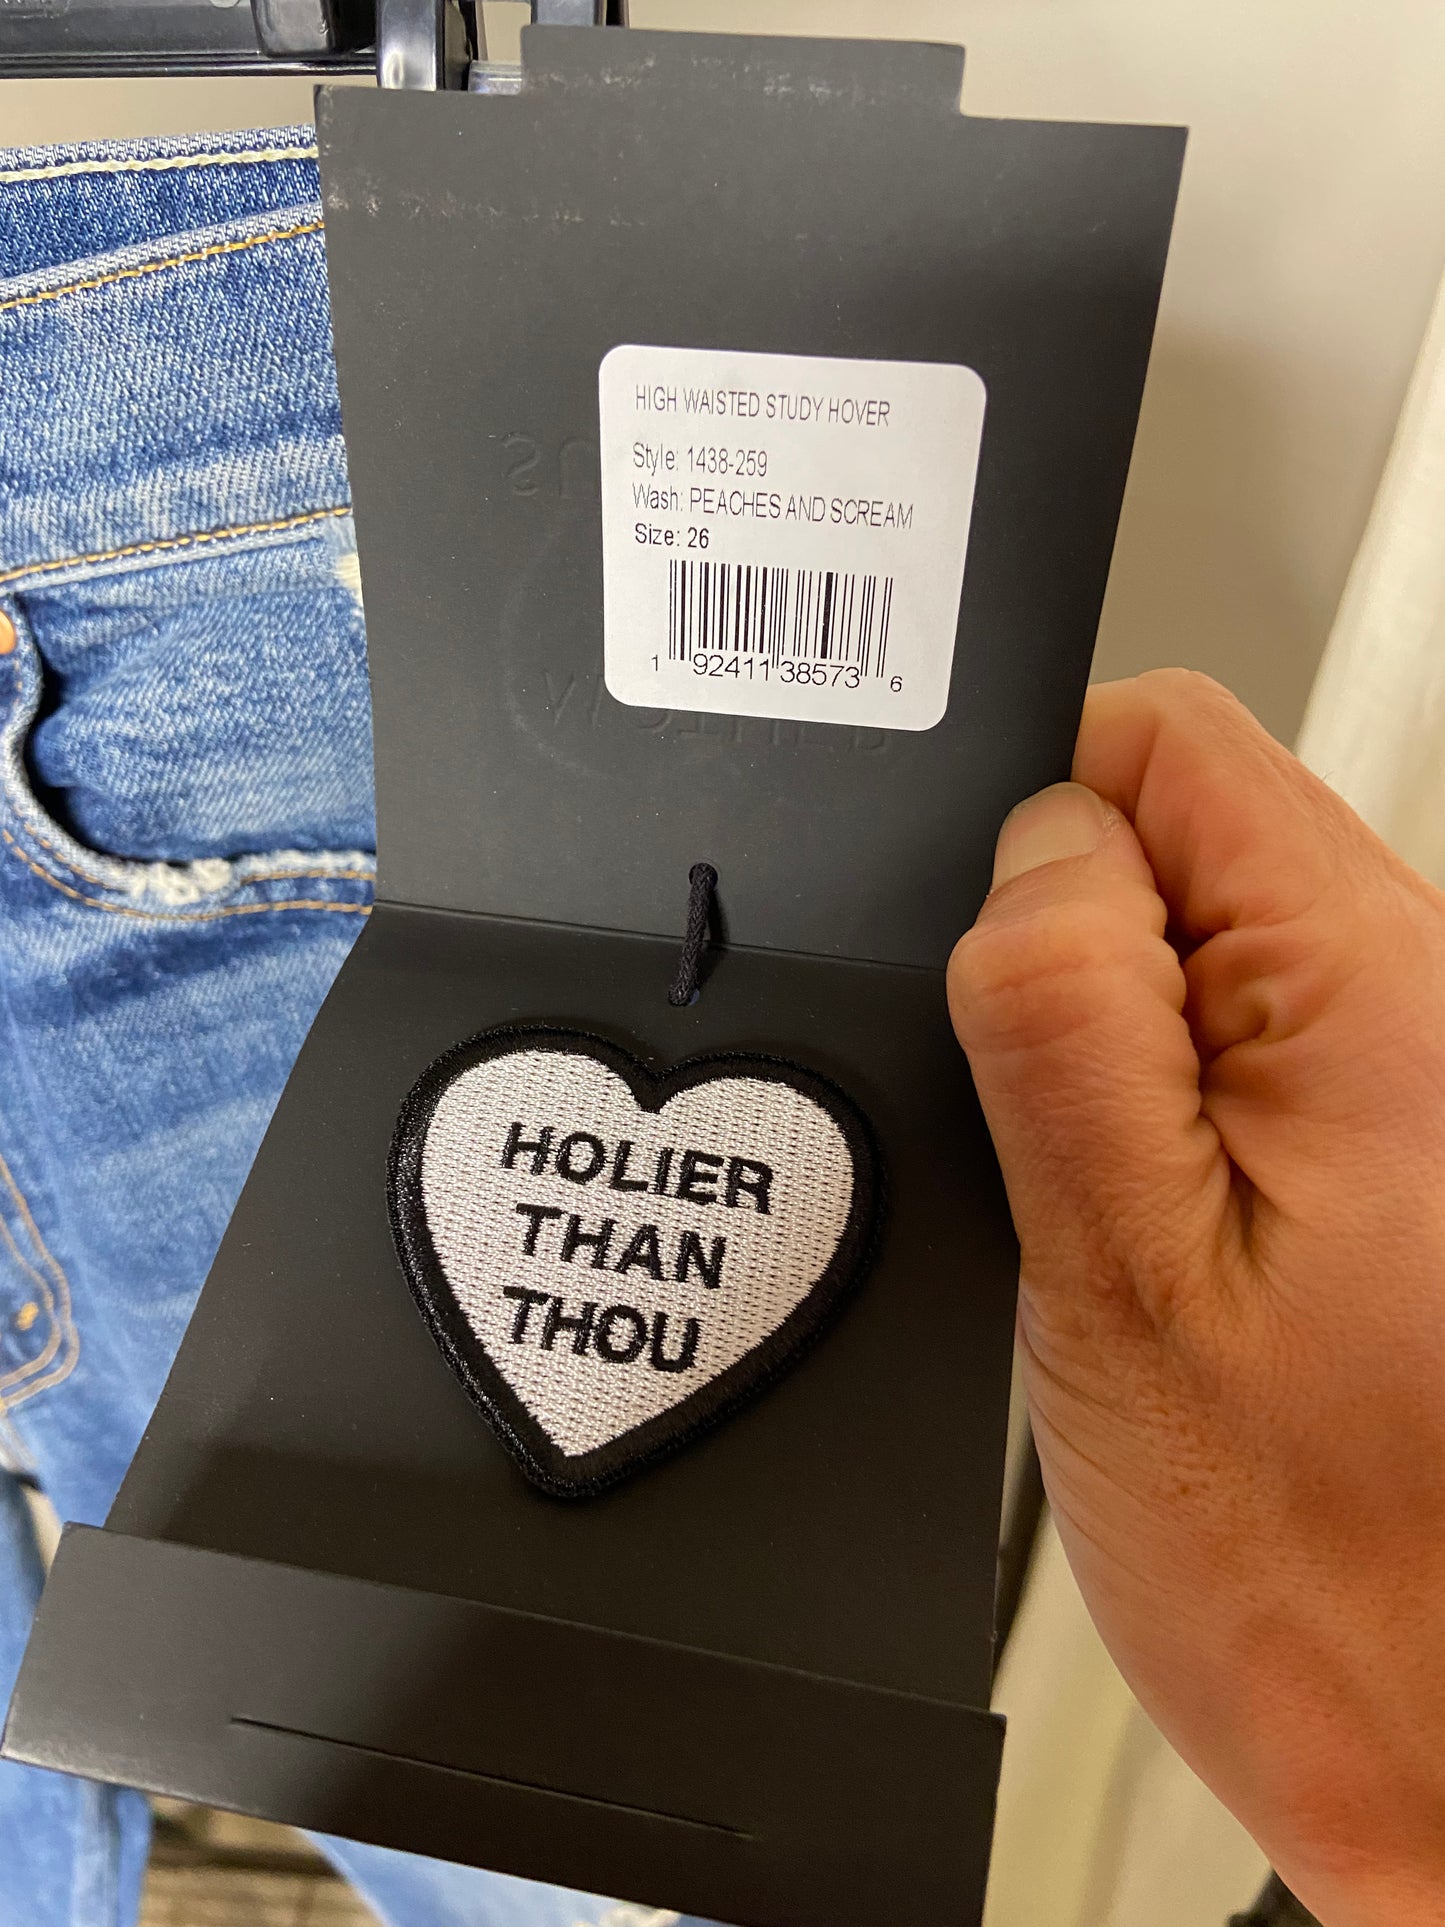 HIGH WAISTED STUDY HOVER
Style: 1438-259
Wash: PEACHES AND SCREAM
Size: 26
1 92411 38573 6
HOLIER
THAN
THOU